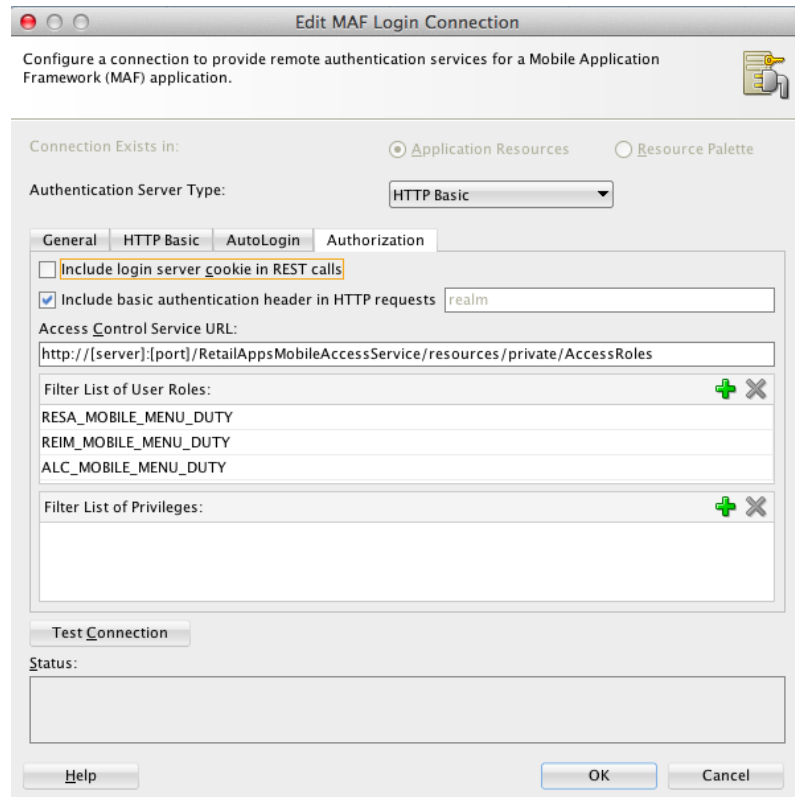 Edit MAF Login Connection
Configure a connection to provide remote authentication services for a Mobile Application
Framework (MAF) application.
Connection Exists in:
Application Resources
Resource Palette
Authentication Server Type:
HTTP Basic
General
HTTP Basic
AutoLogin
Authorization
Include login server cookie in REST calls
Include basic authentication header in HTTP requests
realm
Access Control Service URL:
http://[server]:[port]/RetailAppsMobileAccessService/resources/private/AccessRoles
Filter List of User Roles:
RESA_MOBILE_MENU_DUTY
REIM_MOBILE_MENU_DUTY
ALC_MOBILE_MENU_DUTY
Filter List of Privileges:
Test Connection
Status:
Help
OK
Cancel